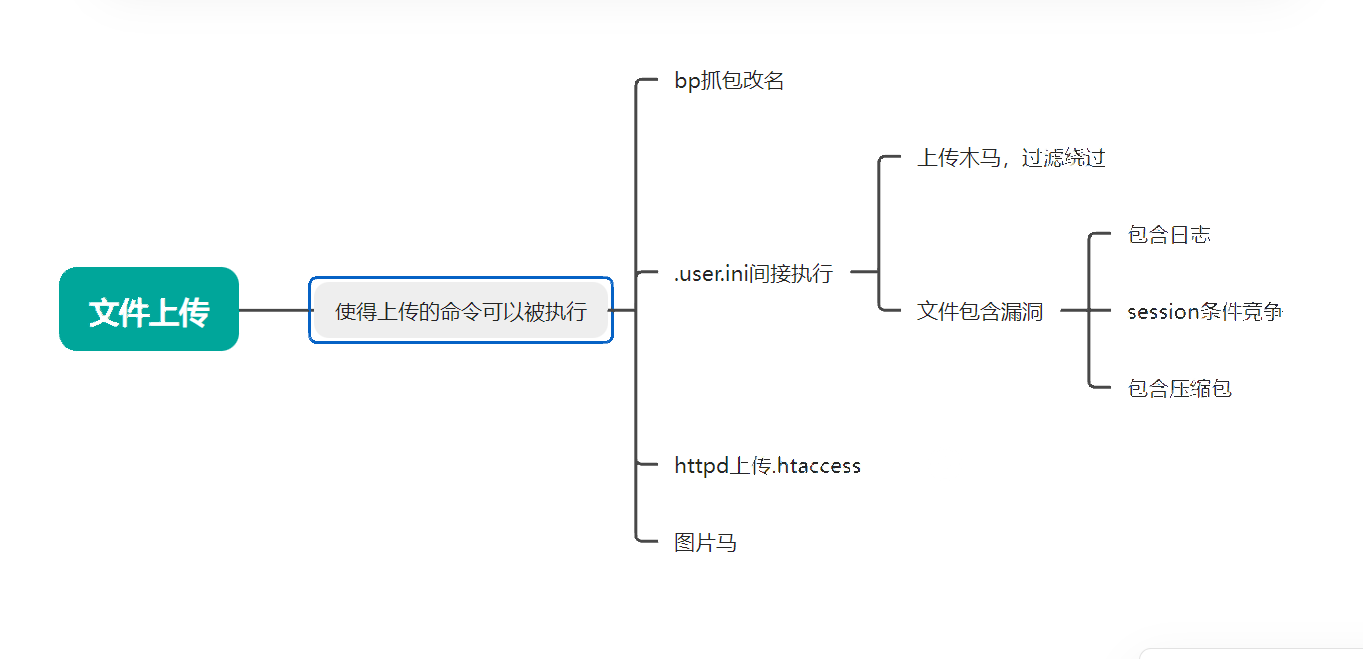 文件上传
使得上传的命令可以被执行
bp抓包改名
.user.ini间接执行
上传木马，过滤绕过
文件包含漏洞
包含日志
session条件竞争
包含压缩包
httpd上传.htaccess
图片马